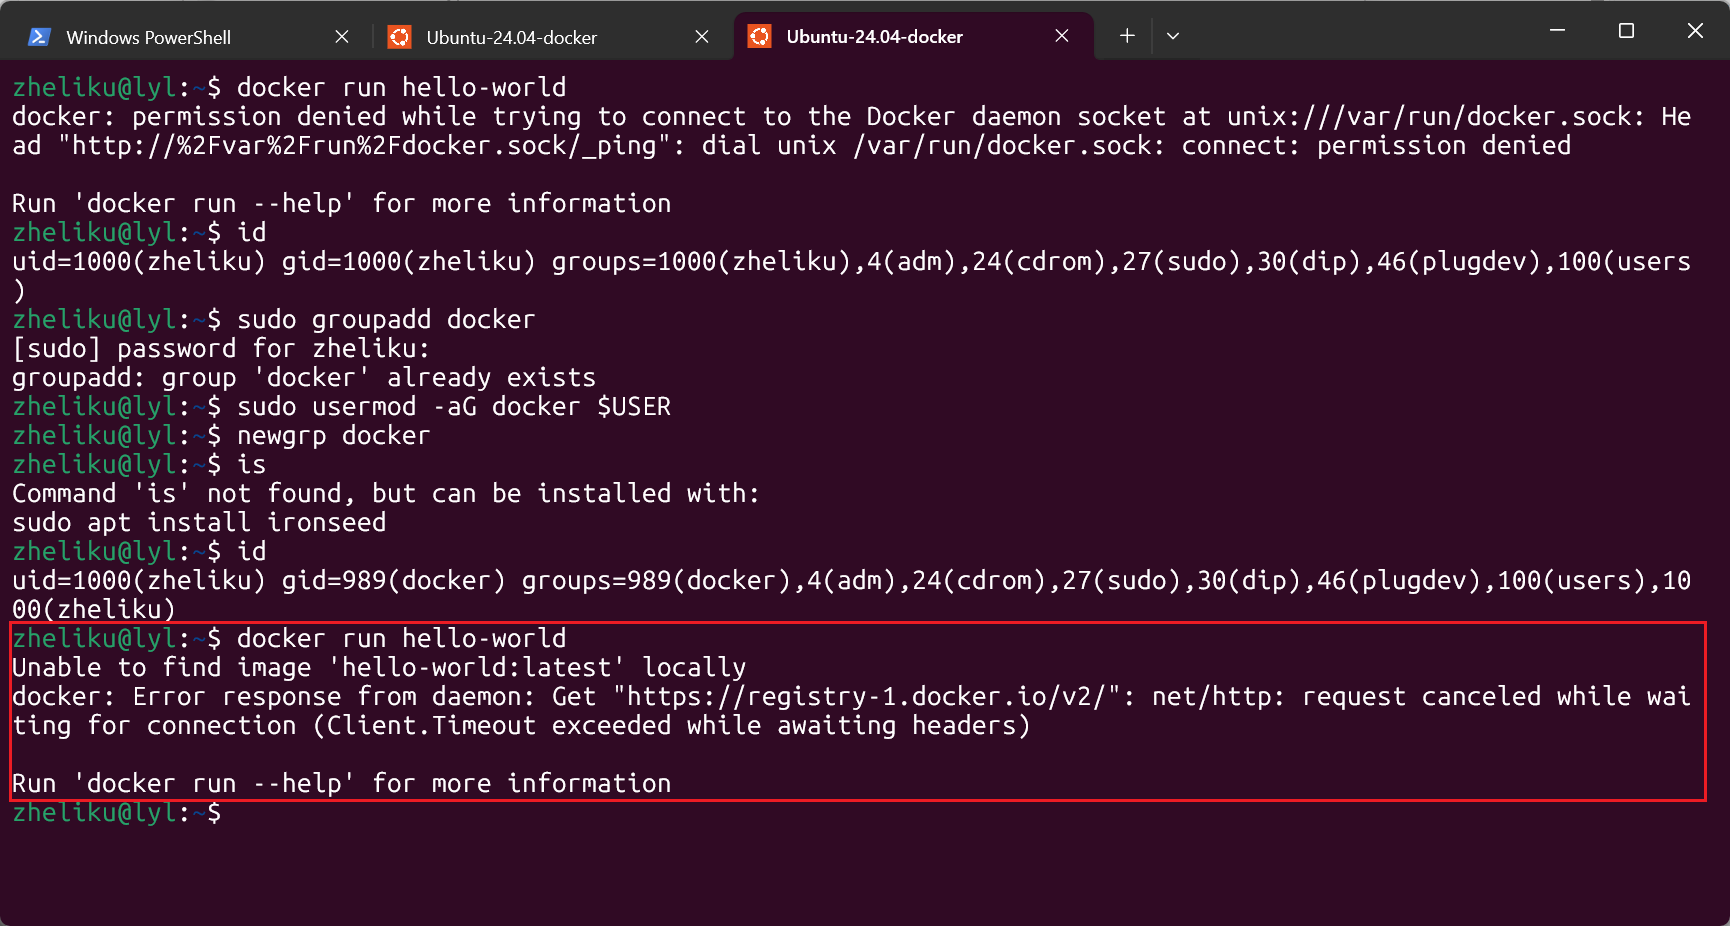 Windows PowerShell
Ubuntu-24.04-docker
Ubuntu-24.04-docker
zheliku@lyl:~$ docker run hello-world
docker: permission denied while trying to connect to the Docker daemon socket at unix:///var/run/docker.sock: He
ad "http://%2Fvar%2Frun%2Fdocker.sock/_ping": dial unix /var/run/docker.sock: connect: permission denied
Run 'docker run --help' for more information
zheliku@lyl:~$ id
uid=1000(zheliku) gid=1000(zheliku) groups=1000(zheliku),4(adm),24(cdrom),27(sudo),30(dip),46(plugdev),100(users
)
zheliku@lyl:~$ sudo groupadd docker
[sudo] password for zheliku:
groupadd: group 'docker' already exists
zheliku@lyl:~$ sudo usermod -aG docker $USER
zheliku@lyl:~$ newgrp docker
zheliku@lyl:~$ is
Command 'is' not found, but can be installed with:
sudo apt install ironseed
zheliku@lyl:~$ id
uid=1000(zheliku) gid=989(docker) groups=989(docker),4(adm),24(cdrom),27(sudo),30(dip),46(plugdev),100(users),10
00(zheliku)
zheliku@lyl:~$ docker run hello-world
Unable to find image 'hello-world:latest' locally
docker: Error response from daemon: Get "https://registry-1.docker.io/v2/": net/http: request canceled while wai
ting for connection (Client.Timeout exceeded while awaiting headers)
Run 'docker run --help' for more information
zheliku@lyl:~$